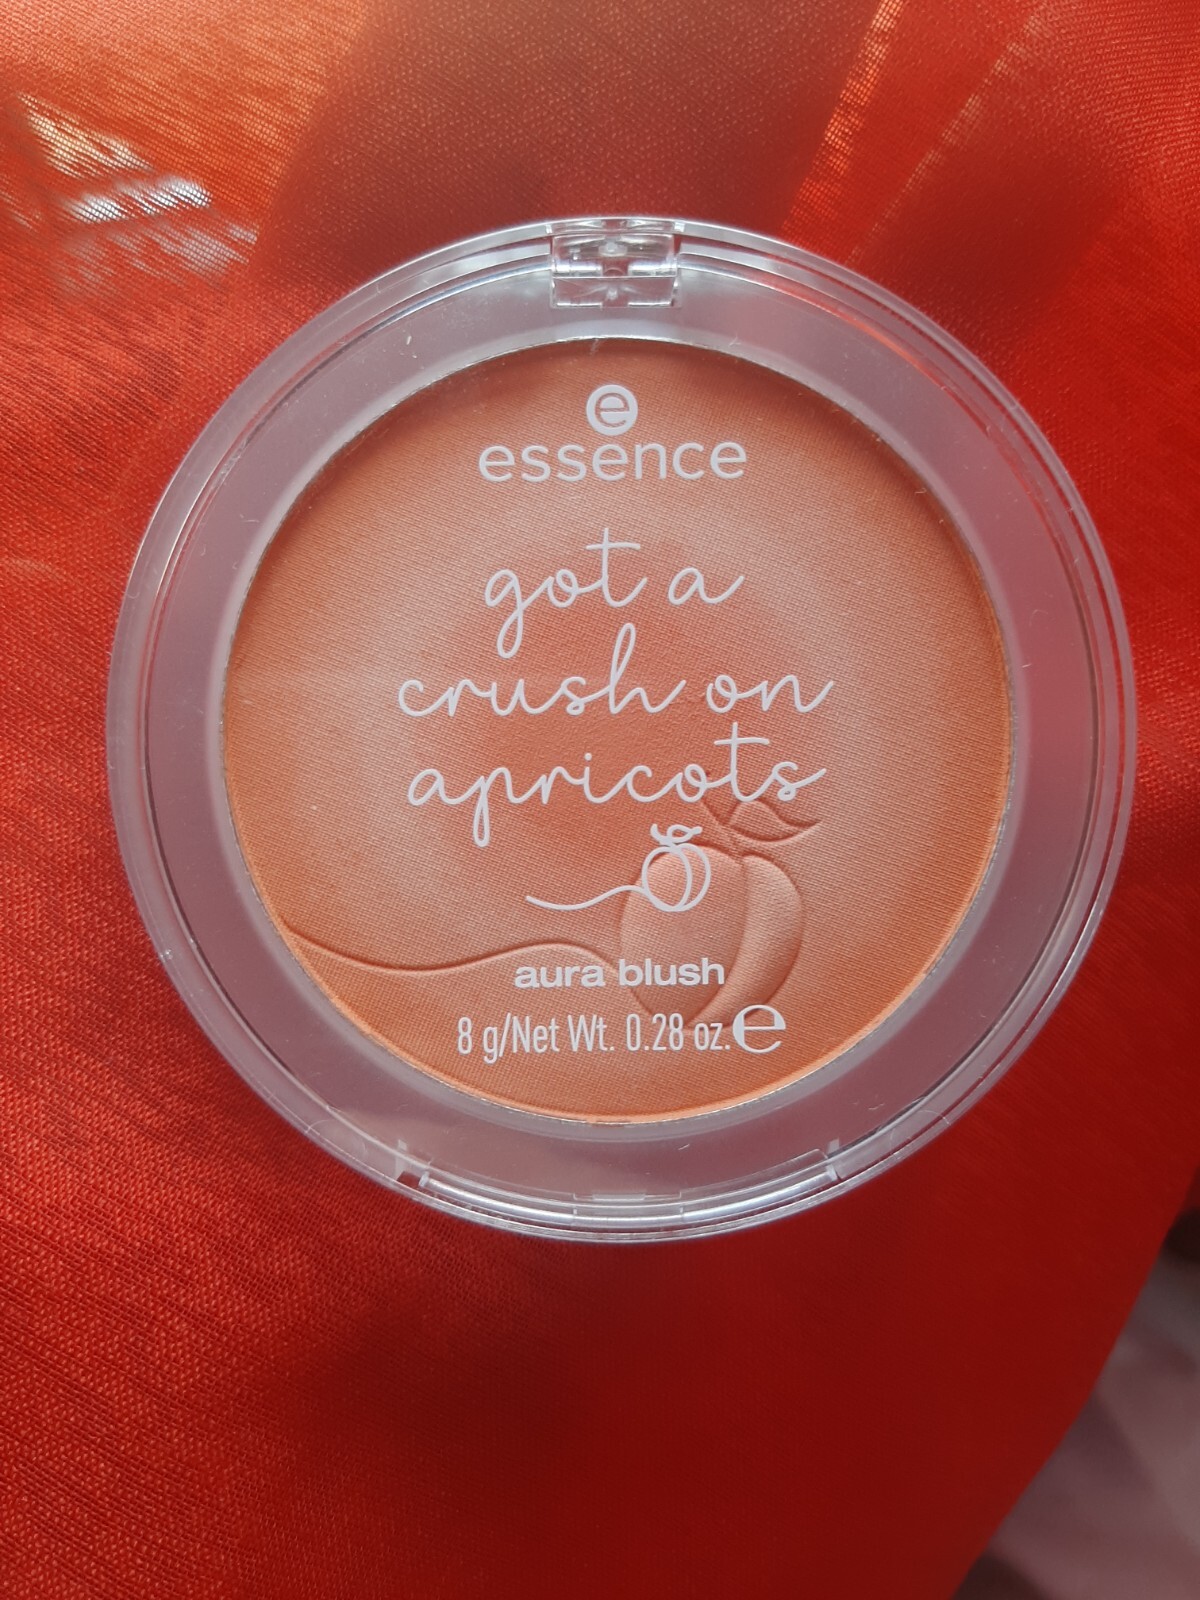 e
essence
got a
crush on
apricots
aura blush
8 g/Net Wt. 0.28 oz. ℮